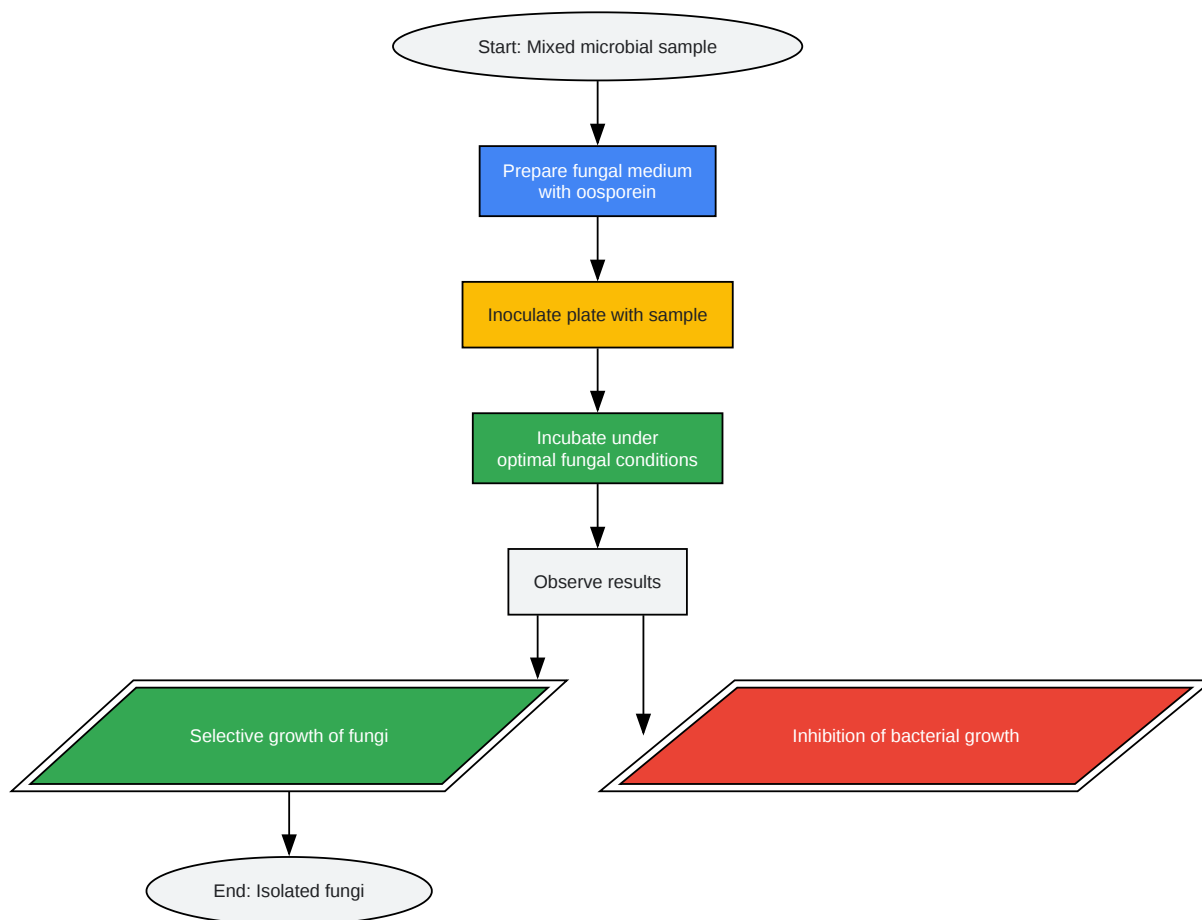 Start: Mixed microbial sample
Prepare fungal medium
with oosporein
Inoculate plate with sample
Incubate under
optimal fungal conditions
Observe results
Selective growth of fungi
Inhibition of bacterial growth
End: Isolated fungi